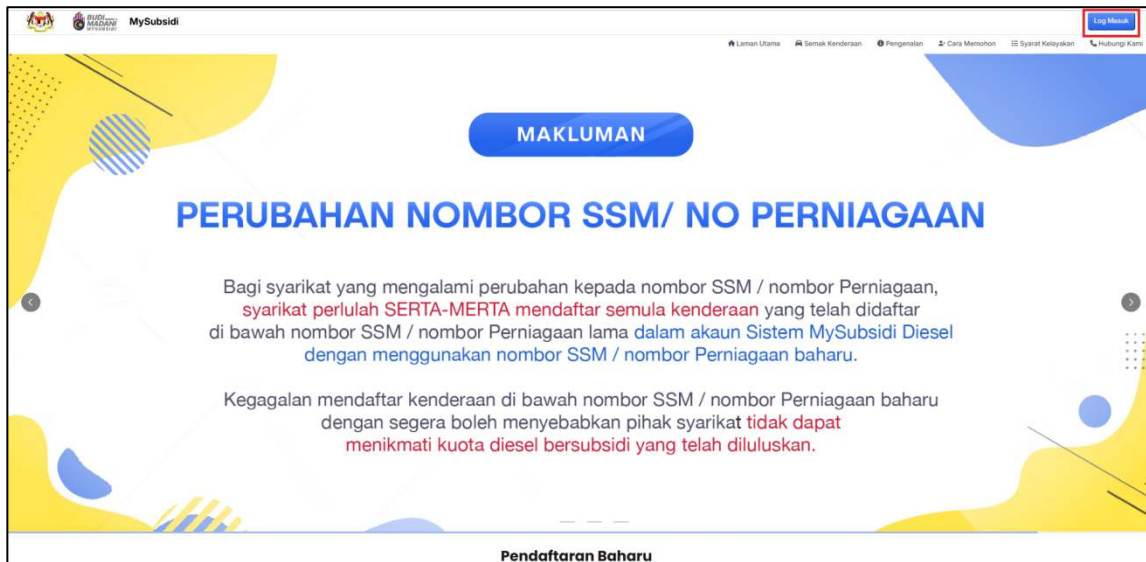 BUDI MADANI
MYSUBSIDI
MySubsidi
Log Masuk
Laman Utama Semak Kenderaan Pengenalan Cara Memohon Syarat Kelayakan Hubungi Kami
MAKLUMAN
PERUBAHAN NOMBOR SSM/ NO PERNIAGAAN
Bagi syarikat yang mengalami perubahan kepada nombor SSM / nombor Perniagaan,
syarikat perlulah SERTA-MERTA mendaftar semula kenderaan yang telah didaftar
di bawah nombor SSM / nombor Perniagaan lama dalam akaun Sistem MySubsidi Diesel
dengan menggunakan nombor SSM / nombor Perniagaan baharu.
Kegagalan mendaftar kenderaan di bawah nombor SSM / nombor Perniagaan baharu
dengan segera boleh menyebabkan pihak syarikat tidak dapat
menikmati kuota diesel bersubsidi yang telah diluluskan.
Pendaftaran Baharu